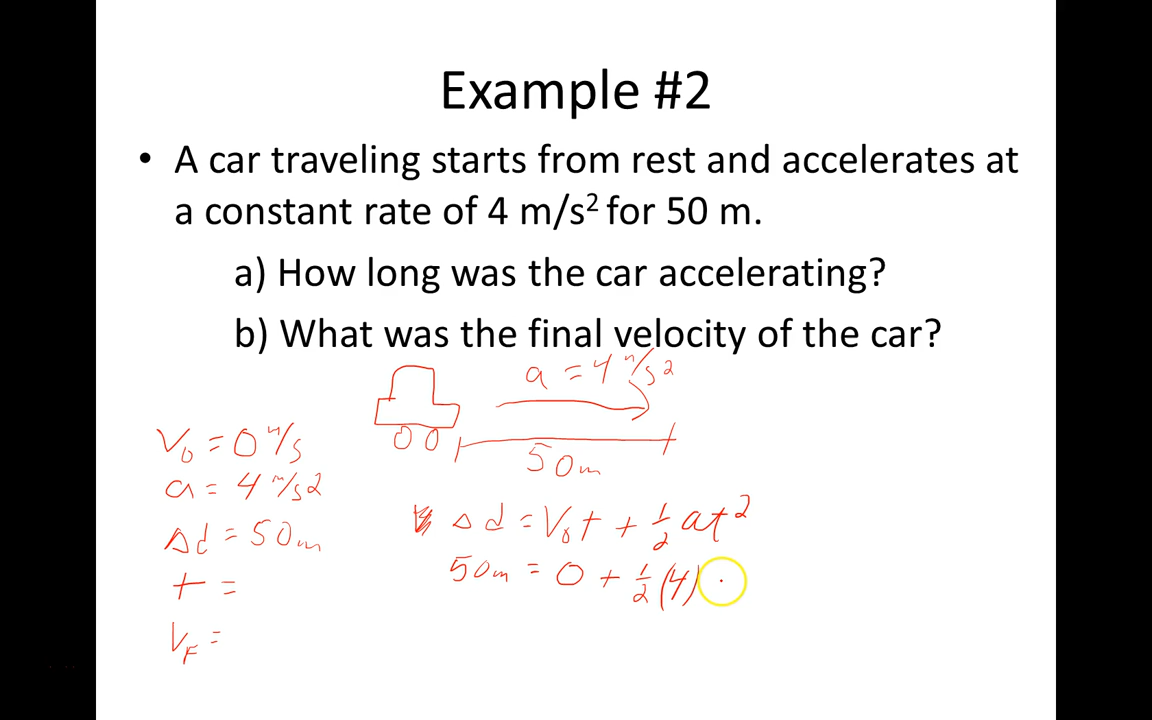 Example #2
• A car traveling starts from rest and accelerates at
a constant rate of 4 m/s² for 50 m.
a) How long was the car accelerating?
b) What was the final velocity of the car?
a = 4 m/s²
50m
V₀ = 0 m/s
a = 4 m/s²
Δd = 50m
t =
V_F =
Δd = V₀t + ½at²
50m = 0 + ½(4)